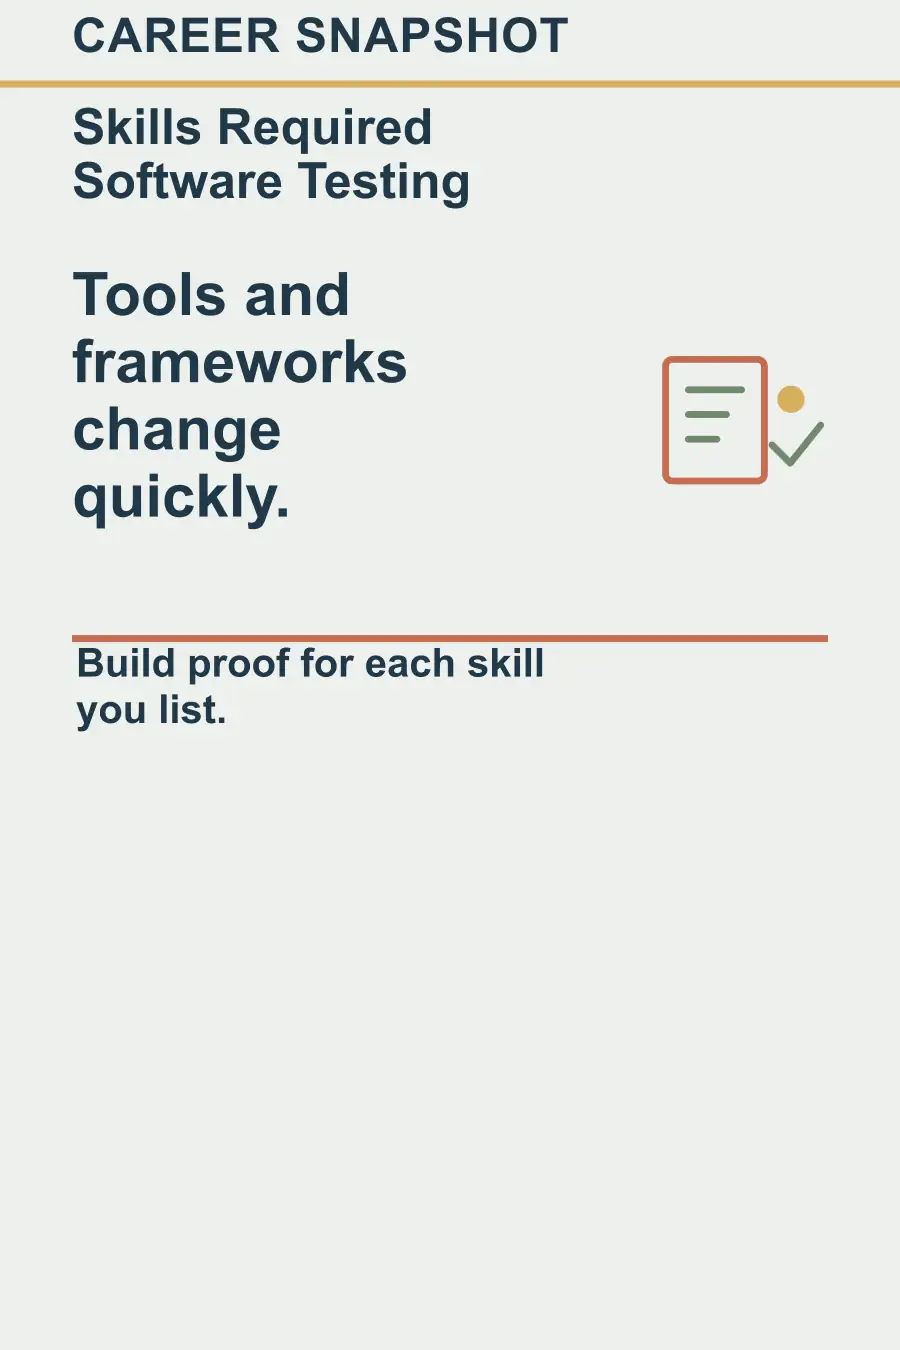 CAREER SNAPSHOT
Skills Required
Software Testing
Tools and
frameworks
change
quickly.
Build proof for each skill
you list.